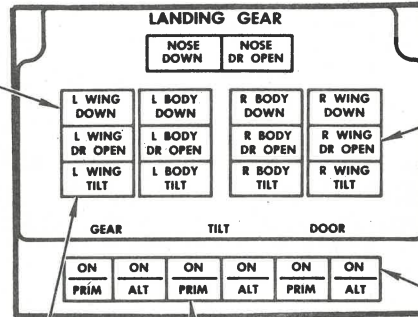 LANDING GEAR
NOSE DOWN
NOSE DR OPEN
L WING DOWN
L BODY DOWN
R BODY DOWN
R WING DOWN
L WING DR OPEN
L BODY DR OPEN
R BODY DR OPEN
R WING DR OPEN
L WING TILT
L BODY TILT
R BODY TILT
R WING TILT
GEAR TILT DOOR
ON ON ON ON ON ON
PRIM ALT PRIM ALT PRIM ALT